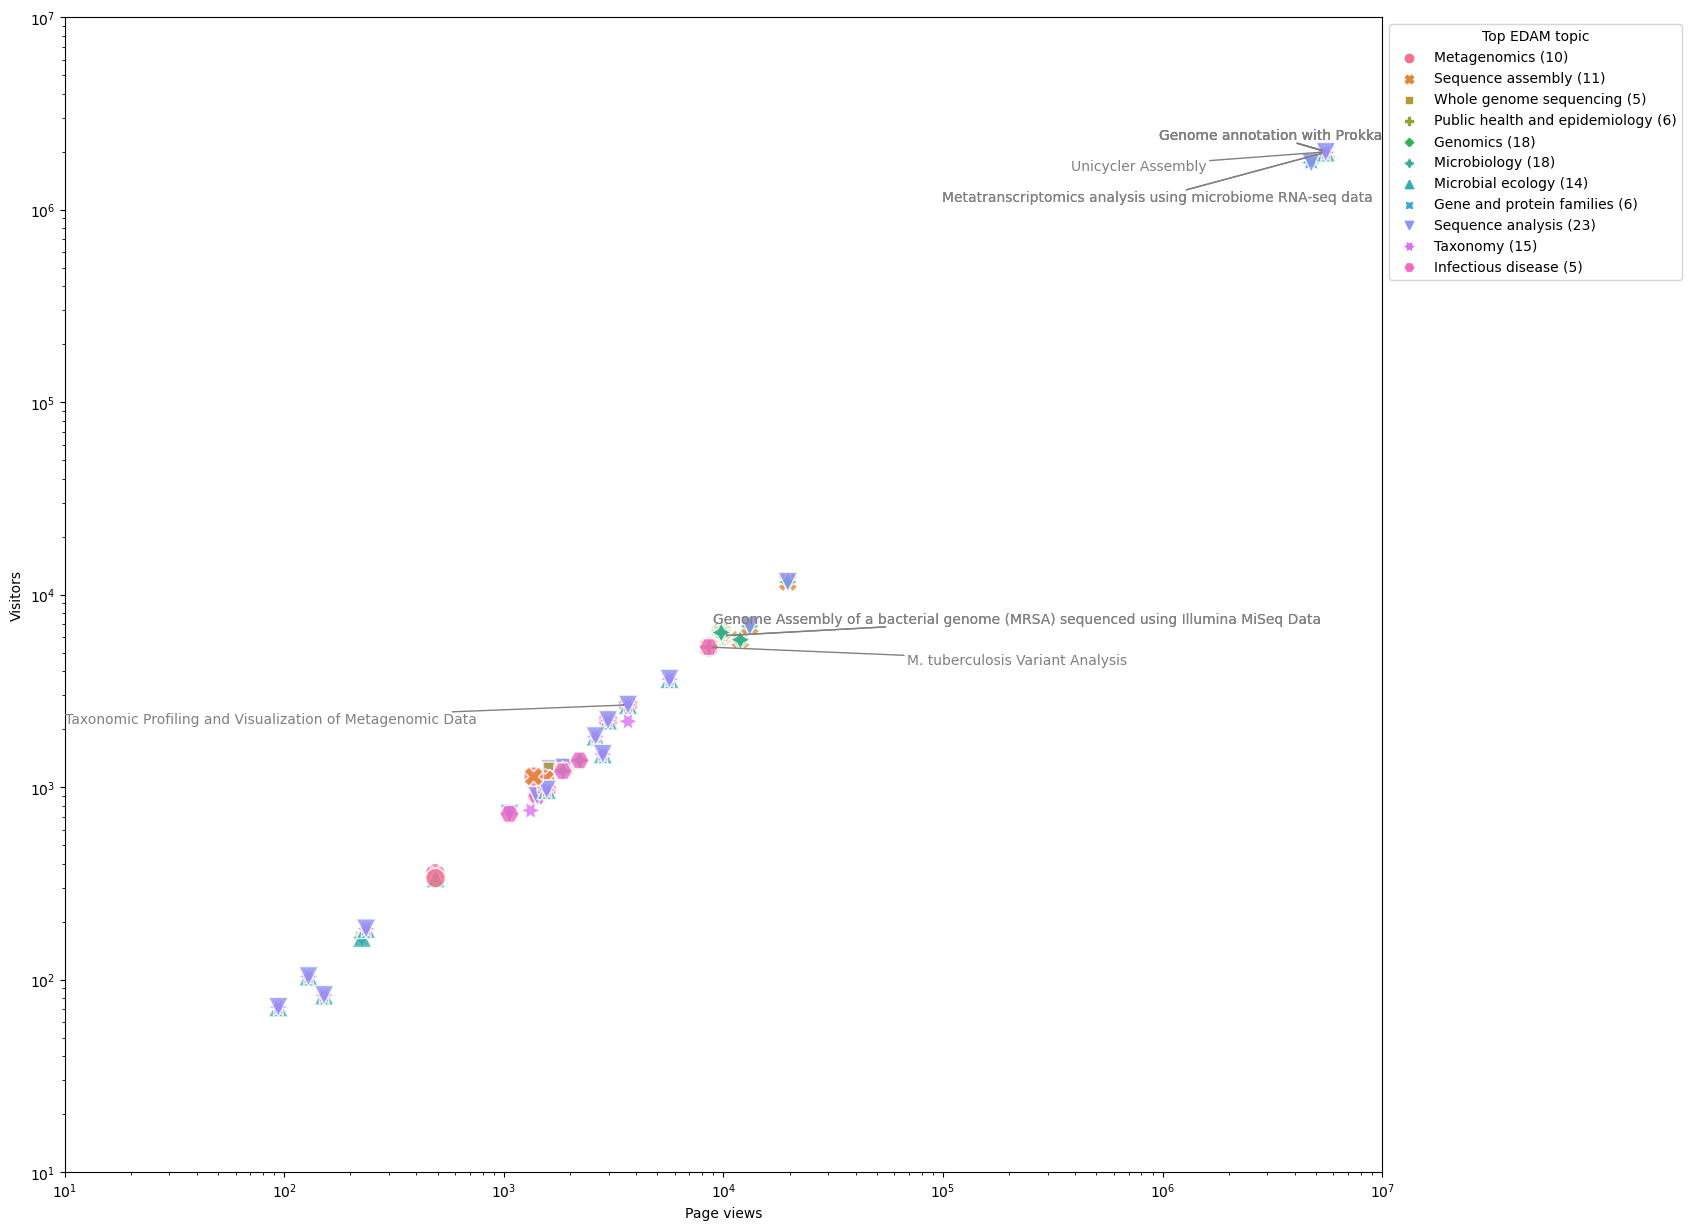 10^7
10^6
10^5
10^4
10^3
10^2
10^1
Visitors
10^1
10^2
10^3
10^4
10^5
10^6
10^7
Page views
Genome annotation with Prokka
Unicycler Assembly
Metatranscriptomics analysis using microbiome RNA-seq data
Genome Assembly of a bacterial genome (MRSA) sequenced using Illumina MiSeq Data
M. tuberculosis Variant Analysis
Taxonomic Profiling and Visualization of Metagenomic Data
Top EDAM topic
Metagenomics (10)
Sequence assembly (11)
Whole genome sequencing (5)
Public health and epidemiology (6)
Genomics (18)
Microbiology (18)
Microbial ecology (14)
Gene and protein families (6)
Sequence analysis (23)
Taxonomy (15)
Infectious disease (5)